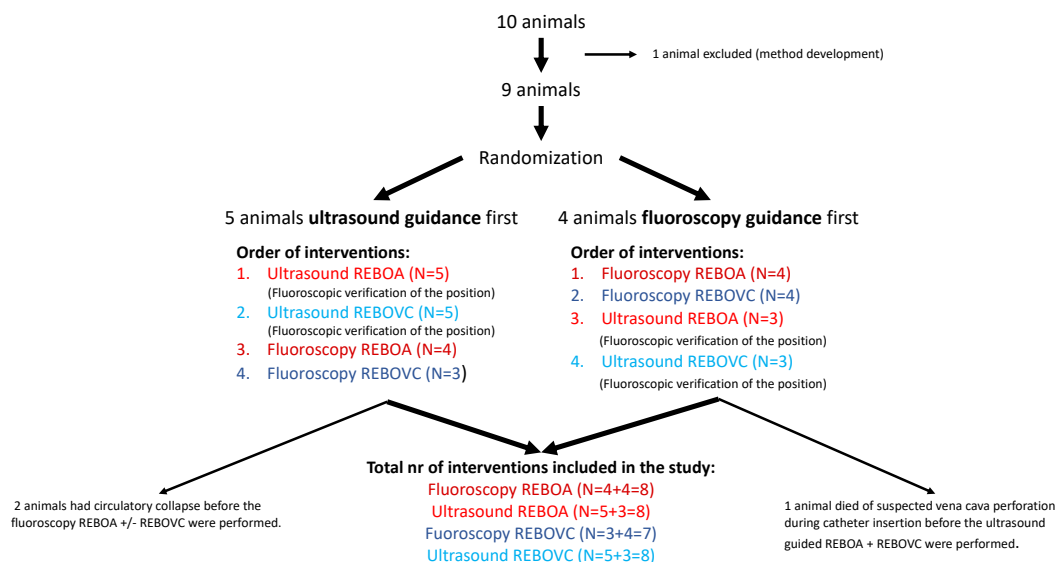 10 animals
1 animal excluded (method development)
9 animals
Randomization
5 animals ultrasound guidance first
Order of interventions:
1. Ultrasound REBOA (N=5)
(Fluoroscopic verification of the position)
2. Ultrasound REBOVC (N=5)
(Fluoroscopic verification of the position)
3. Fluoroscopy REBOA (N=4)
4. Fluoroscopy REBOVC (N=3)
4 animals fluoroscopy guidance first
Order of interventions:
1. Fluoroscopy REBOA (N=4)
2. Fluoroscopy REBOVC (N=4)
3. Ultrasound REBOA (N=3)
(Fluoroscopic verification of the position)
4. Ultrasound REBOVC (N=3)
(Fluoroscopic verification of the position)
2 animals had circulatory collapse before the
fluoroscopy REBOA +/- REBOVC were performed.
Total nr of interventions included in the study:
Fluoroscopy REBOA (N=4+4=8)
Ultrasound REBOA (N=5+3=8)
Fuoroscopy REBOVC (N=3+4=7)
Ultrasound REBOVC (N=5+3=8)
1 animal died of suspected vena cava perforation
during catheter insertion before the ultrasound
guided REBOA + REBOVC were performed.